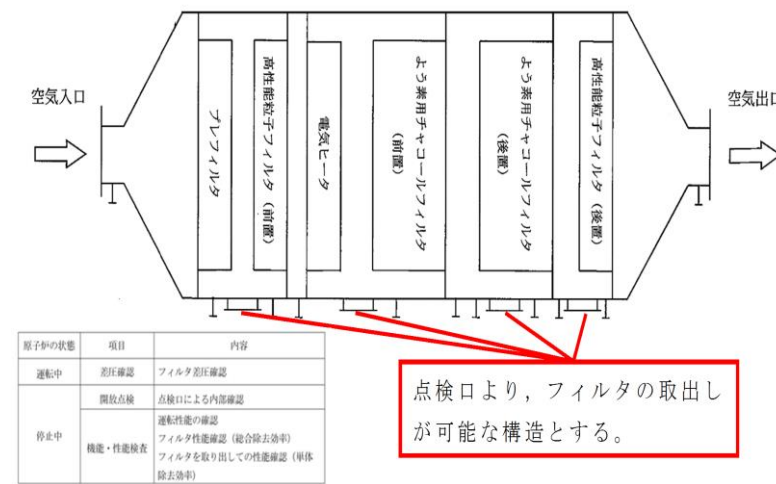 空気入口
プレフィルタ
高性能粒子フィルタ（前置）
電気ヒータ
よう素用チャコールフィルタ
（前置）
よう素用チャコールフィルタ
（後置）
高性能粒子フィルタ（後置）
空気出口
原子炉の状態 項目 内容
運転中 差圧確認 フィルタ差圧確認
停止中 開放点検 点検口による内部確認
機能・性能検査 運転性能の確認
フィルタ性能確認（総合除去効率）
フィルタを取り出しての性能確認（単体
除去効率）
点検口より，フィルタの取出し
が可能な構造とする。